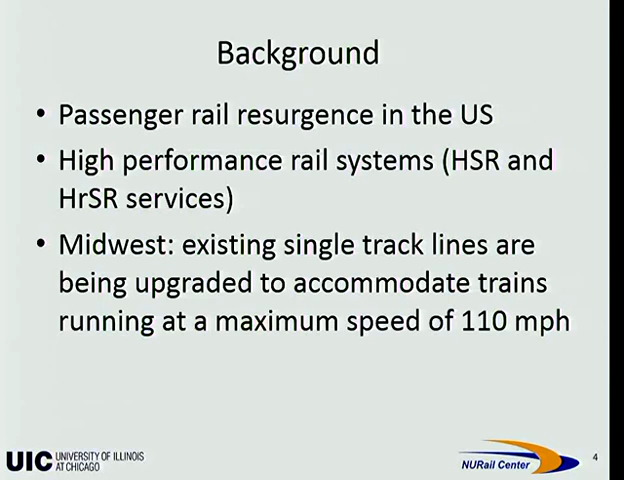 Background
• Passenger rail resurgence in the US
• High performance rail systems (HSR and
HrSR services)
• Midwest: existing single track lines are
being upgraded to accommodate trains
running at a maximum speed of 110 mph
UIC UNIVERSITY OF ILLINOIS
AT CHICAGO
NURail Center
4